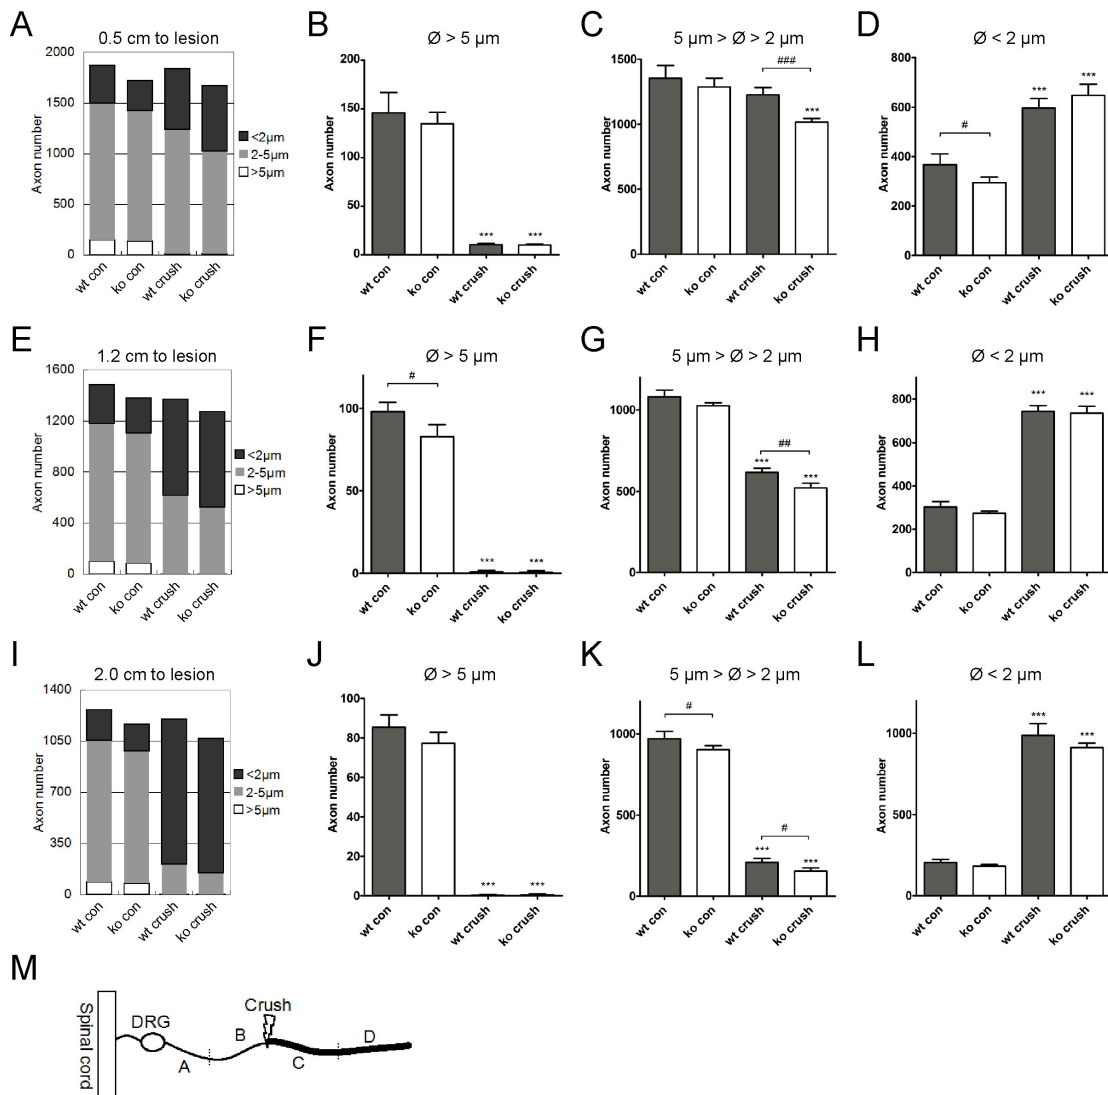 A
0.5 cm to lesion
2000
1500
1000
500
0
Axon number
<2µm
2-5µm
>5µm
wt con
ko con
wt crush
ko crush
B
Ø > 5 µm
200
150
100
50
0
Axon number
***
***
wt con
ko con
wt crush
ko crush
C
5 µm > Ø > 2 µm
1500
1000
500
0
Axon number
###
***
wt con
ko con
wt crush
ko crush
D
Ø < 2 µm
800
600
400
200
0
Axon number
#
***
***
wt con
ko con
wt crush
ko crush
E
1.2 cm to lesion
1600
1200
800
400
0
Axon number
<2µm
2-5µm
>5µm
wt con
ko con
wt crush
ko crush
F
Ø > 5 µm
100
50
0
Axon number
#
***
***
wt con
ko con
wt crush
ko crush
G
5 µm > Ø > 2 µm
1000
500
0
Axon number
##
***
***
wt con
ko con
wt crush
ko crush
H
Ø < 2 µm
800
600
400
200
0
Axon number
***
***
wt con
ko con
wt crush
ko crush
I
2.0 cm to lesion
1400
1050
700
350
0
Axon number
<2µm
2-5µm
>5µm
wt con
ko con
wt crush
ko crush
J
Ø > 5 µm
100
80
60
40
20
0
Axon number
***
***
wt con
ko con
wt crush
ko crush
K
5 µm > Ø > 2 µm
1000
500
0
Axon number
#
#
***
***
wt con
ko con
wt crush
ko crush
L
Ø < 2 µm
1000
500
0
Axon number
***
***
wt con
ko con
wt crush
ko crush
M
Spinal cord
DRG
Crush
A
B
C
D